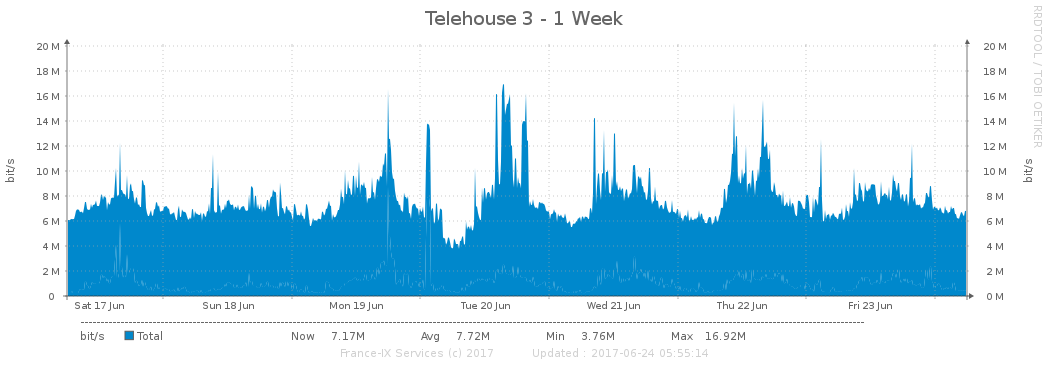 Telehouse 3 - 1 Week
RRDTOOL / TOBI OETIKER
20 M 20 M
18 M 18 M
16 M 16 M
14 M 14 M
12 M 12 M
10 M 10 M
8 M 8 M
6 M 6 M
4 M 4 M
2 M 2 M
0 0 M
bit/s
bit/s
Sat 17 Jun Sun 18 Jun Mon 19 Jun Tue 20 Jun Wed 21 Jun Thu 22 Jun Fri 23 Jun
bit/s Total Now 7.17M Avg 7.72M Min 3.76M Max 16.92M
France-IX Services (c) 2017 Updated : 2017-06-24 05:55:14